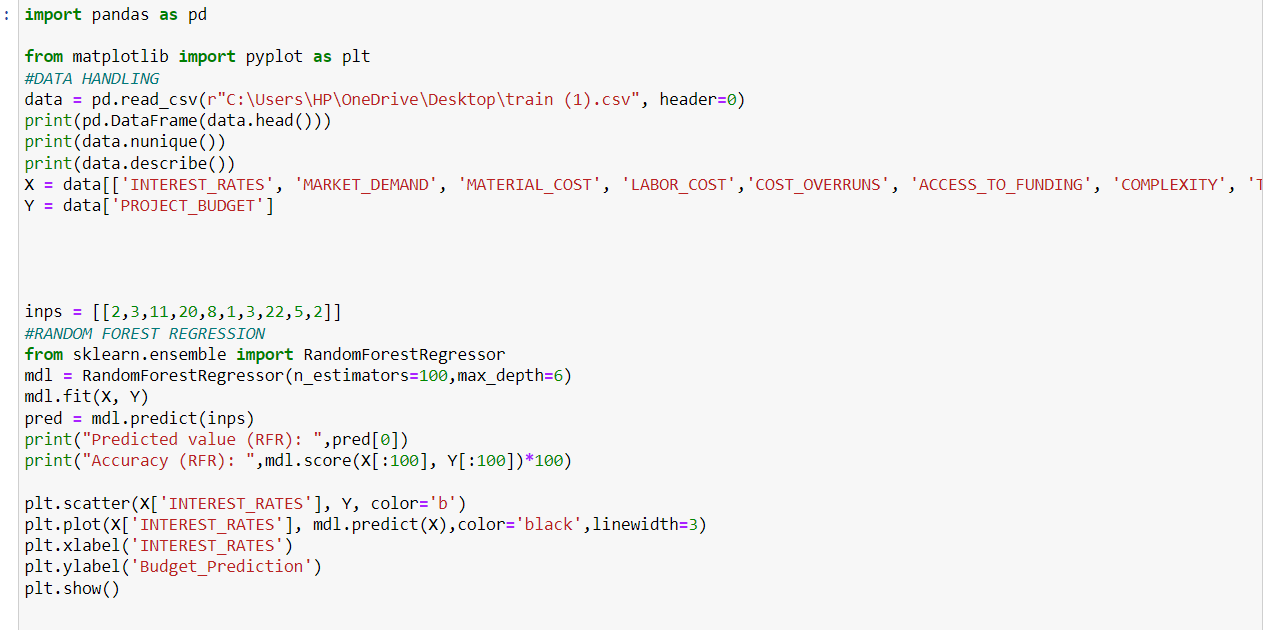 :
import pandas as pd
from matplotlib import pyplot as plt
#DATA HANDLING
data = pd.read_csv(r"C:\Users\HP\OneDrive\Desktop\train (1).csv", header=0)
print(pd.DataFrame(data.head()))
print(data.nunique())
print(data.describe())
X = data[['INTEREST_RATES', 'MARKET_DEMAND', 'MATERIAL_COST', 'LABOR_COST','COST_OVERRUNS', 'ACCESS_TO_FUNDING', 'COMPLEXITY',
Y = data['PROJECT_BUDGET']
inps = [[2,3,11,20,8,1,3,22,5,2]]
#RANDOM FOREST REGRESSION
from sklearn.ensemble import RandomForestRegressor
mdl = RandomForestRegressor(n_estimators=100,max_depth=6)
mdl.fit(X, Y)
pred = mdl.predict(inps)
print("Predicted value (RFR): ",pred[0])
print("Accuracy (RFR): ",mdl.score(X[:100], Y[:100])*100)
plt.scatter(X['INTEREST_RATES'], Y, color='b')
plt.plot(X['INTEREST_RATES'], mdl.predict(X),color='black',linewidth=3)
plt.xlabel('INTEREST_RATES')
plt.ylabel('Budget_Prediction')
plt.show()